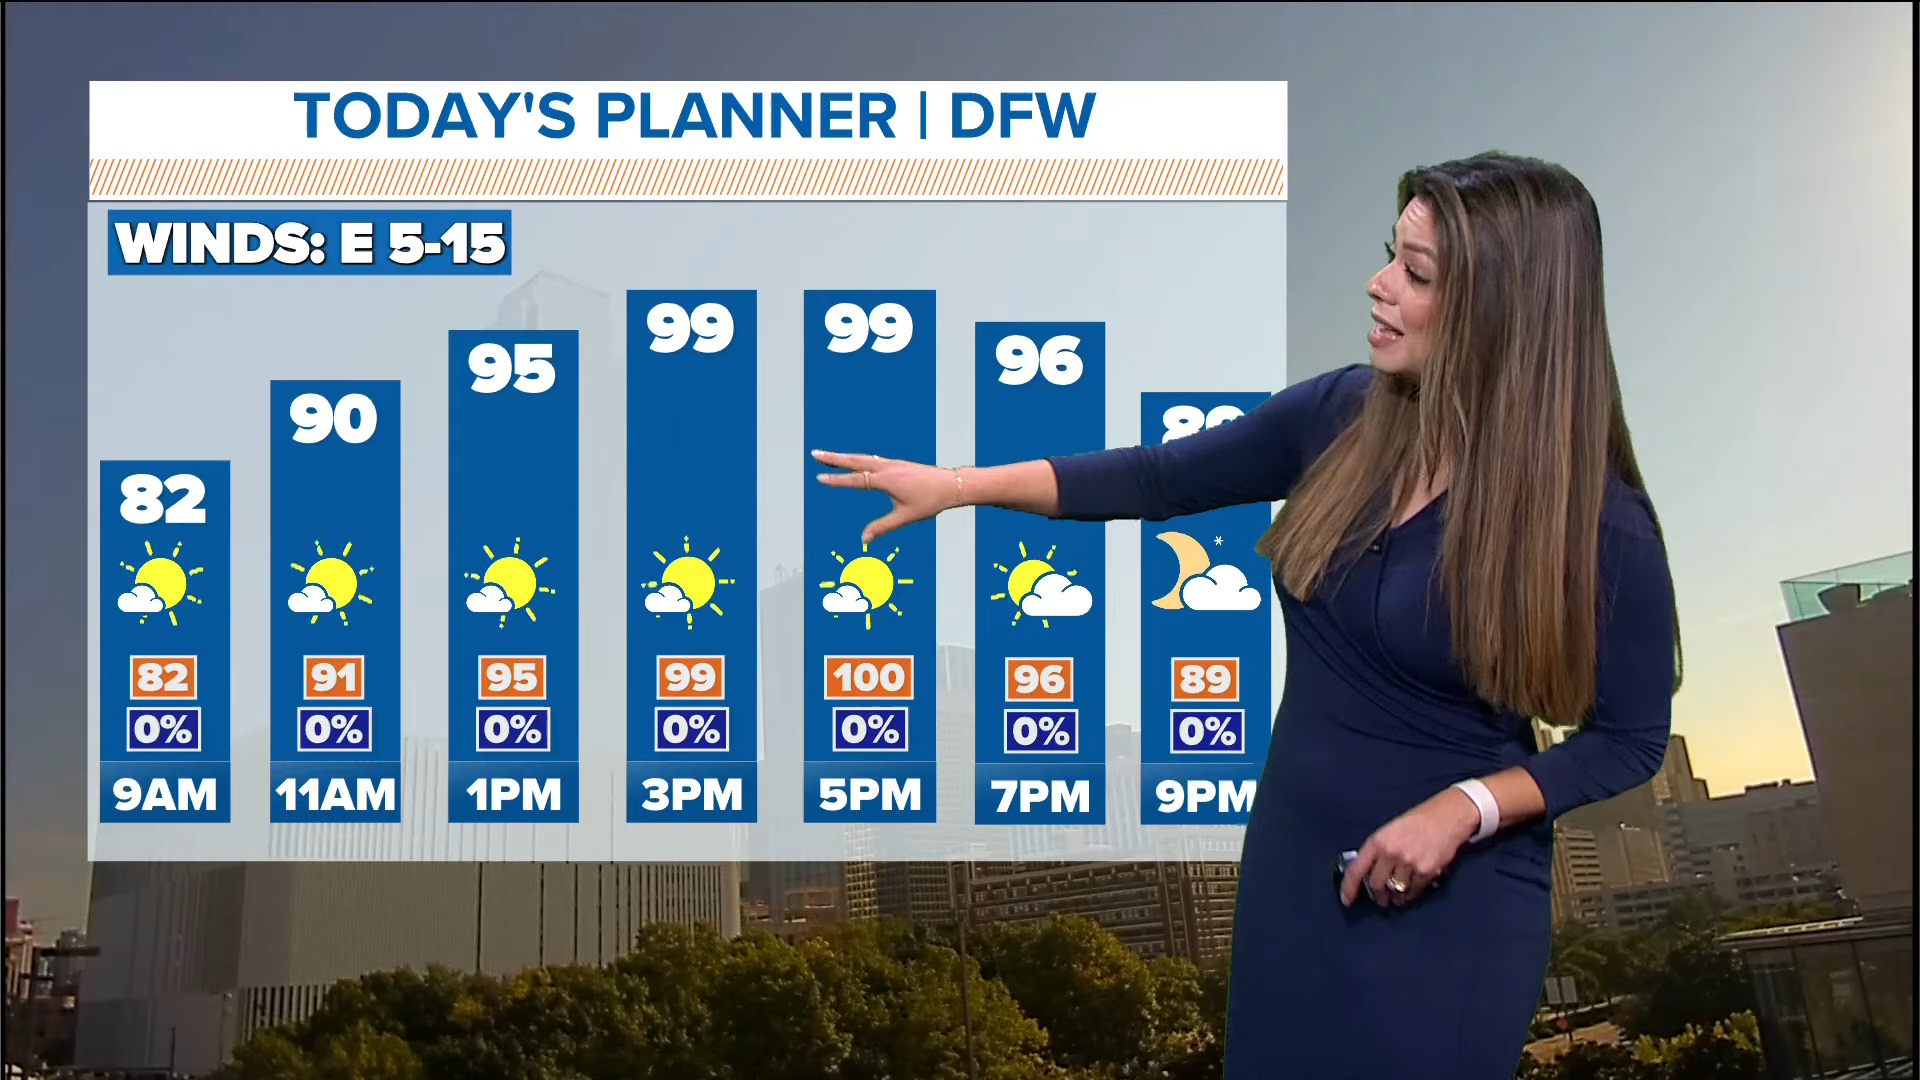 TODAY'S PLANNER | DFW
WINDS: E 5-15
82 90 95 99 99 96
82 91 95 99 100 96 89
0% 0% 0% 0% 0% 0% 0%
9AM 11AM 1PM 3PM 5PM 7PM 9PM